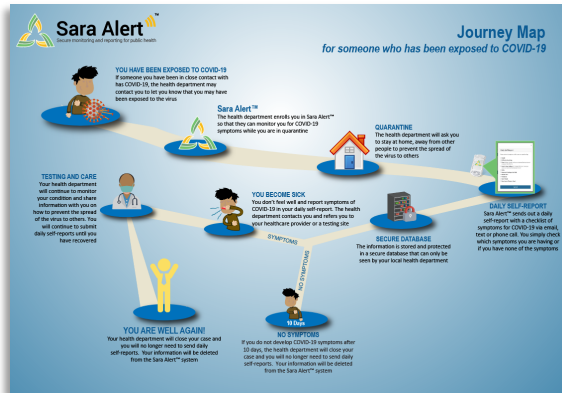 Sara Alert™
Secure monitoring and reporting for public health
Journey Map
for someone who has been exposed to COVID-19
YOU HAVE BEEN EXPOSED TO COVID-19
If someone you have been in close contact with
has COVID-19, the health department may
contact you to let you know that you may have
been exposed to the virus
Sara Alert™
The health department enrolls you in Sara Alert™
so that they can monitor you for COVID-19
symptoms while you are in quarantine
QUARANTINE
The health department will ask you
to stay at home, away from other
people to prevent the spread of
the virus to others
DAILY SELF-REPORT
Sara Alert™ sends out a daily
self-report with a checklist of
symptoms for COVID-19 via email,
text or phone call. You simply check
which symptoms you are having or
if you have none of the symptoms
SECURE DATABASE
The information is stored and protected
in a secure database that can only be
seen by your local health department
YOU BECOME SICK
You don't feel well and report symptoms of
COVID-19 in your daily self-report. The health
department contacts you and refers you to
your healthcare provider or a testing site
TESTING AND CARE
Your health department
will continue to monitor
your condition and share
information with you on
how to prevent the spread
of the virus to others. You
will continue to submit
daily self-reports until you
have recovered
SYMPTOMS
NO SYMPTOMS
YOU ARE WELL AGAIN!
Your health department will close your case and
you will no longer need to send daily
self-reports. Your information will be deleted
from the Sara Alert™ system
10 Days
NO SYMPTOMS
If you do not develop COVID-19 symptoms after
10 days, the health department will close your
case and you will no longer need to send daily
self-reports. Your information will be deleted
from the Sara Alert™ system